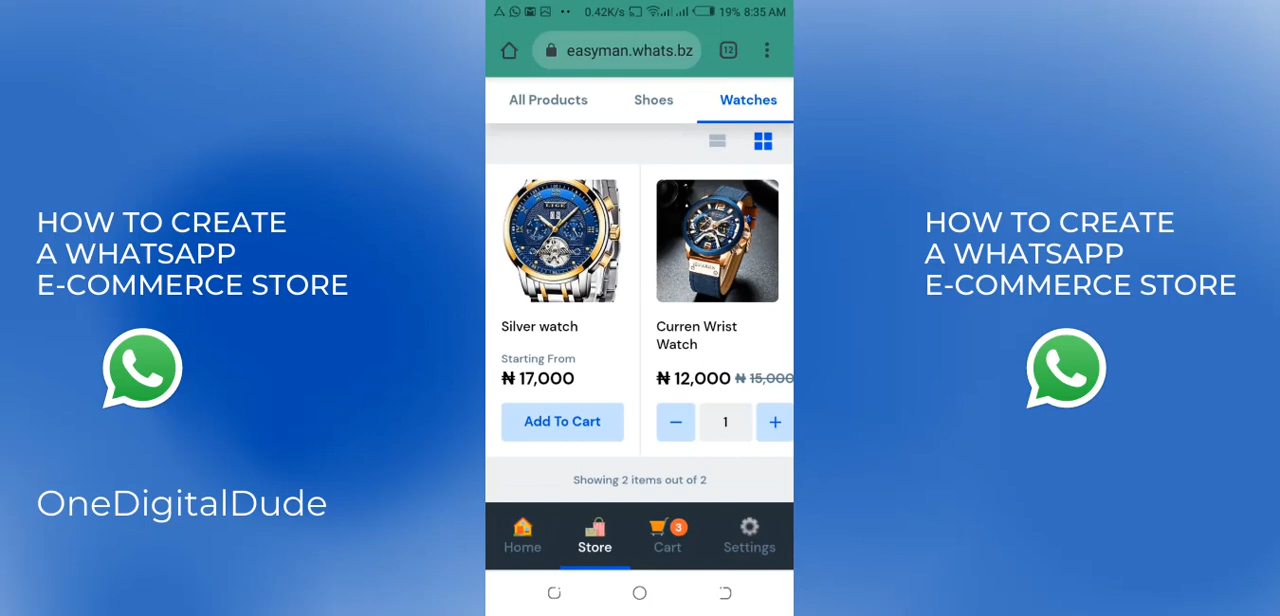 HOW TO CREATE
A WHATSAPP
E-COMMERCE STORE
OneDigitalDude
0.42K/s 19% 8:35 AM
easyman.whats.bz 12
All Products Shoes Watches
LIGE
Silver watch
Starting From
₦ 17,000
Add To Cart
Curren Wrist
Watch
₦ 12,000 ₦ 15,000
− 1 +
Showing 2 items out of 2
Home Store Cart 3 Settings
HOW TO CREATE
A WHATSAPP
E-COMMERCE STORE